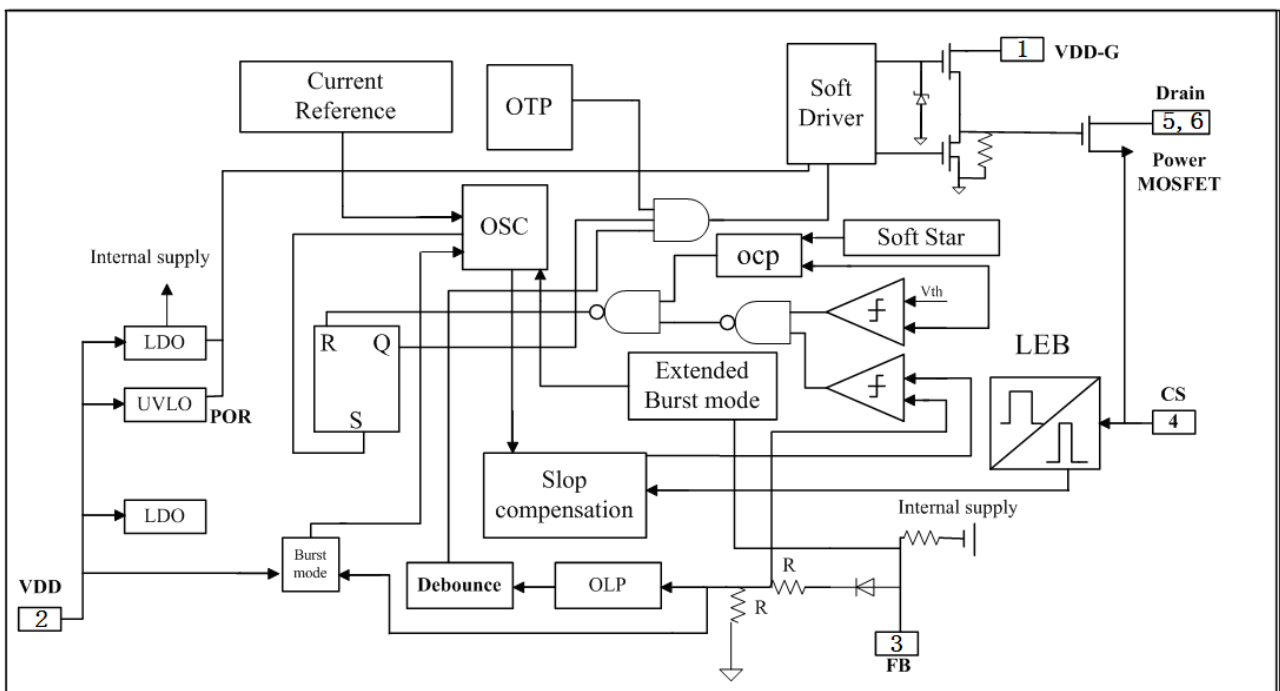 1
VDD-G
Current
Reference
OTP
Soft
Driver
Drain
5, 6
Power
MOSFET
OSC
Soft Star
ocp
Internal supply
Vth
LDO
R
Q
S
LEB
Extended
Burst mode
UVLO
POR
CS
4
Slop
compensation
LDO
Internal supply
Burst
mode
VDD
2
Debounce
OLP
R
R
3
FB